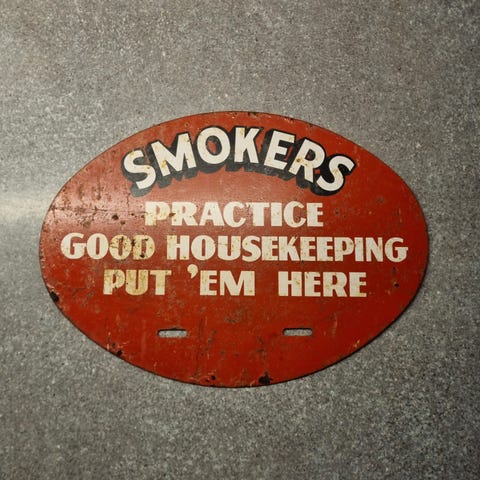 SMOKERS
PRACTICE
GOOD HOUSEKEEPING
PUT 'EM HERE